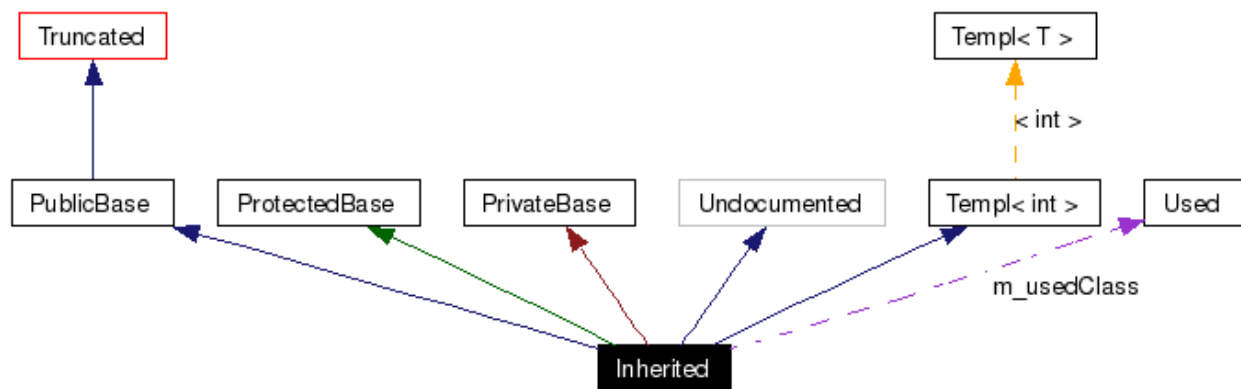 Truncated
Templ< T >
< int >
PublicBase
ProtectedBase
PrivateBase
Undocumented
Templ< int >
Used
m_usedClass
Inherited